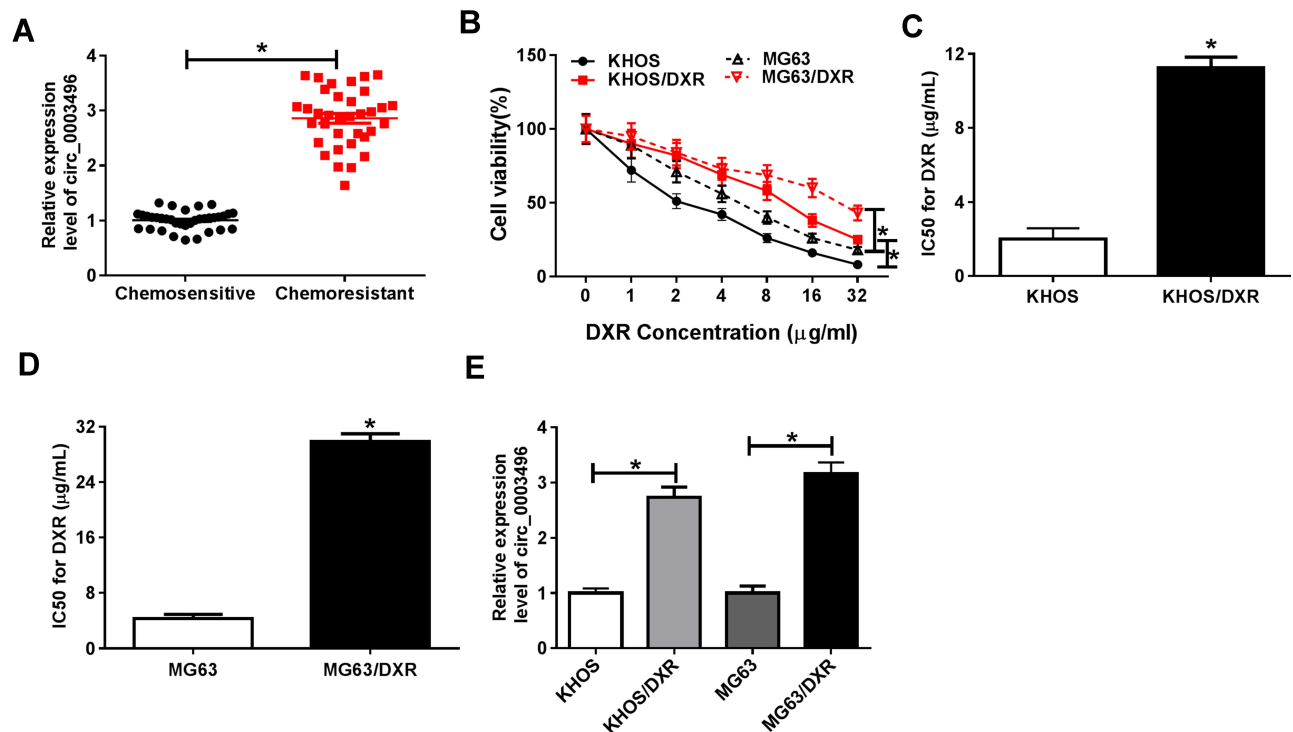 A
Relative expression
level of circ_0003496
4
3
2
1
0
*
Chemosensitive
Chemoresistant
B
Cell viability(%)
150
100
50
0
KHOS
KHOS/DXR
MG63
MG63/DXR
*
*
0 1 2 4 8 16 32
DXR Concentration (μg/ml)
C
IC50 for DXR (μg/mL)
12
8
4
0
*
KHOS
KHOS/DXR
D
IC50 for DXR (μg/mL)
32
24
16
8
0
*
MG63
MG63/DXR
E
Relative expression
level of circ_0003496
4
3
2
1
0
*
*
KHOS
KHOS/DXR
MG63
MG63/DXR